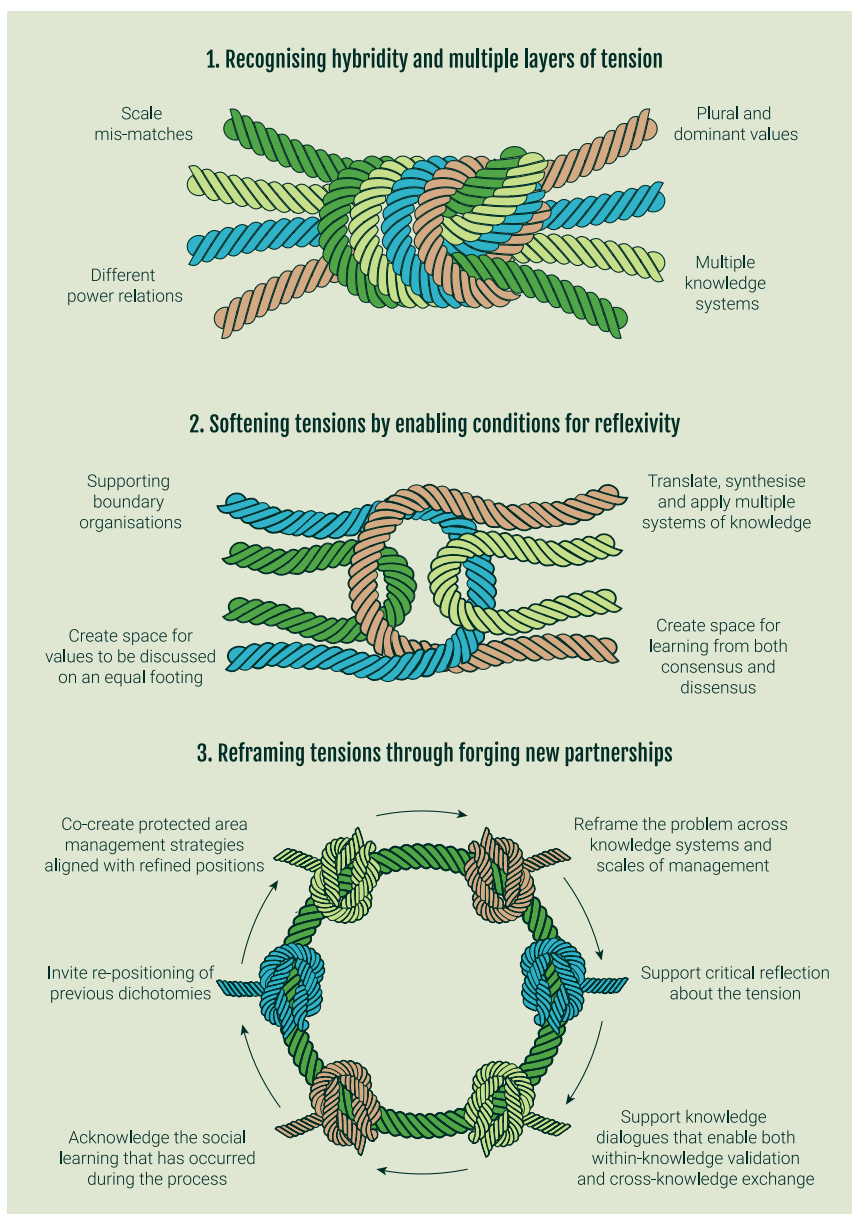 1. Recognising hybridity and multiple layers of tension
Scale
mis-matches
Plural and
dominant values
Different
power relations
Multiple
knowledge
systems
2. Softening tensions by enabling conditions for reflexivity
Supporting
boundary
organisations
Translate, synthesise
and apply multiple
systems of knowledge
Create space for
values to be discussed
on an equal footing
Create space for
learning from both
consensus and
dissensus
3. Reframing tensions through forging new partnerships
Co-create protected area
management strategies
aligned with refined positions
Reframe the problem across
knowledge systems and
scales of management
Invite re-positioning of
previous dichotomies
Support critical reflection
about the tension
Acknowledge the social
learning that has occurred
during the process
Support knowledge
dialogues that enable both
within-knowledge validation
and cross-knowledge exchange